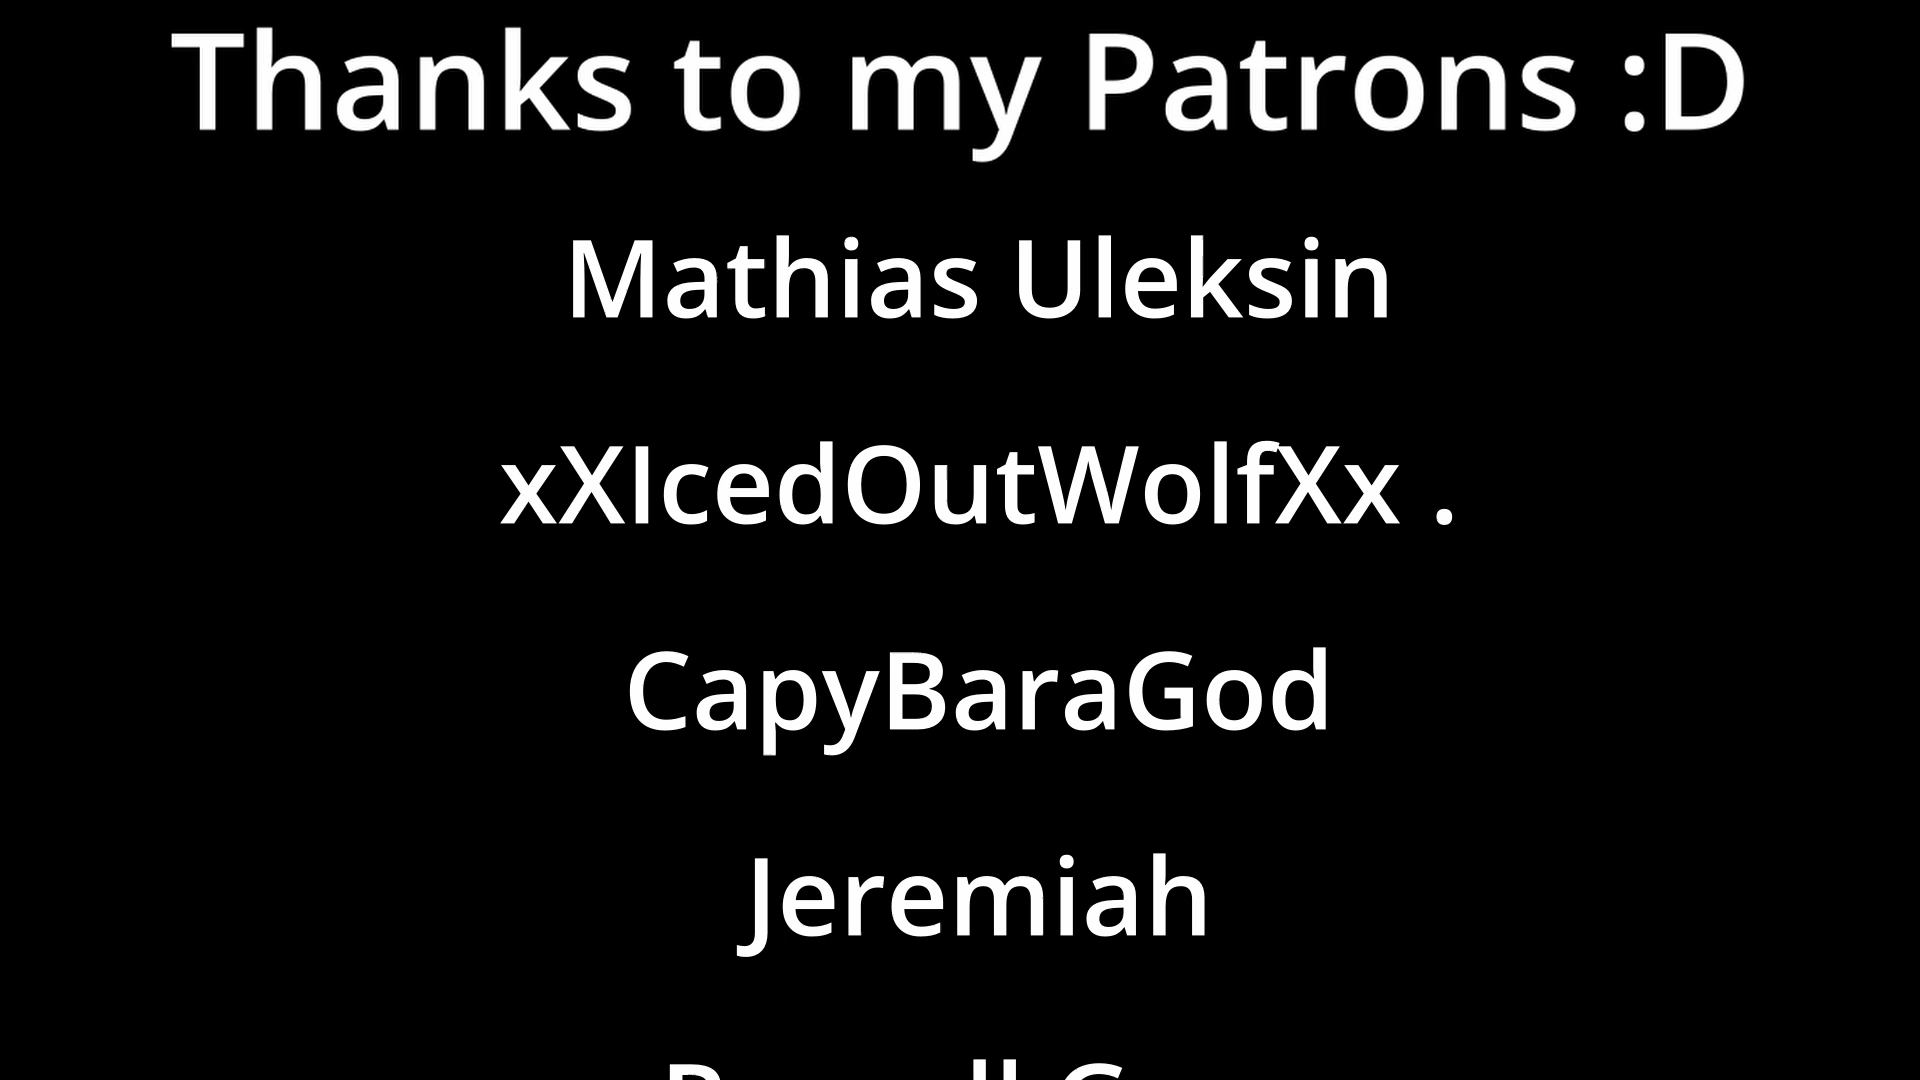 Thanks to my Patrons :D
Mathias Uleksin
xXIcedOutWolfXx .
CapyBaraGod
Jeremiah